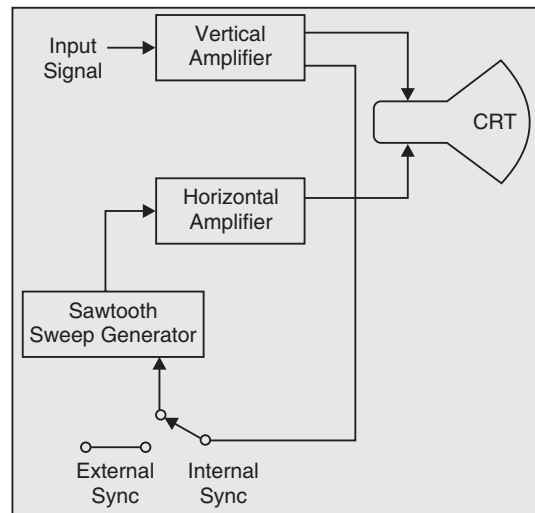 Input
Signal
Vertical
Amplifier
CRT
Horizontal
Amplifier
Sawtooth
Sweep Generator
External
Sync
Internal
Sync